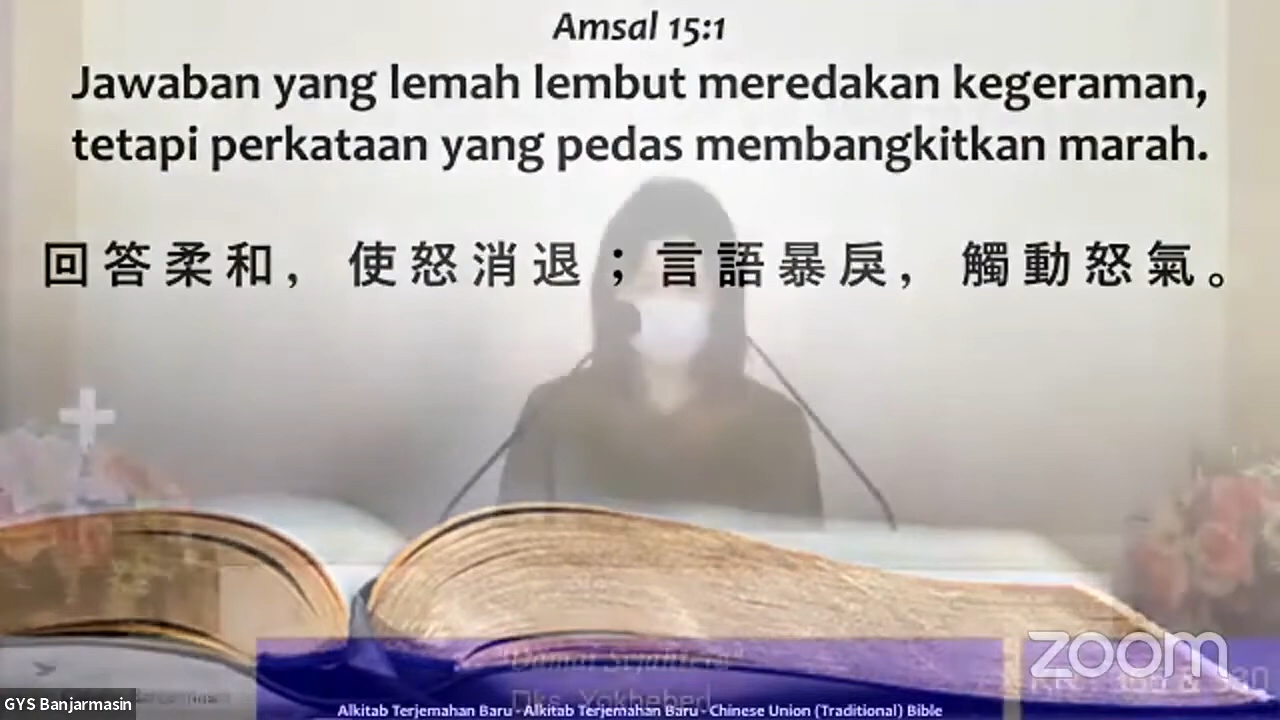 Amsal 15:1
Jawaban yang lemah lembut meredakan kegeraman,
tetapi perkataan yang pedas membangkitkan marah.
回答柔和，使怒消退；言語暴戾，觸動怒氣。
zoom
GYS Banjarmasin
Alkitab Terjemahan Baru - Alkitab Terjemahan Baru - Chinese Union (Traditional) Bible